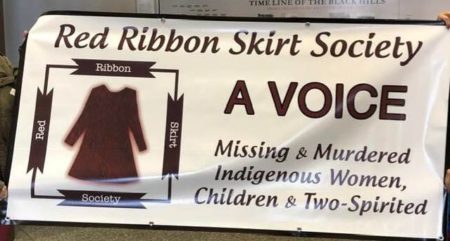 TIME LINE OF THE BLACK HILLS
Red Ribbon Skirt Society
Ribbon
Red
Skirt
Society
A VOICE
Missing & Murdered
Indigenous Women,
Children & Two-Spirited